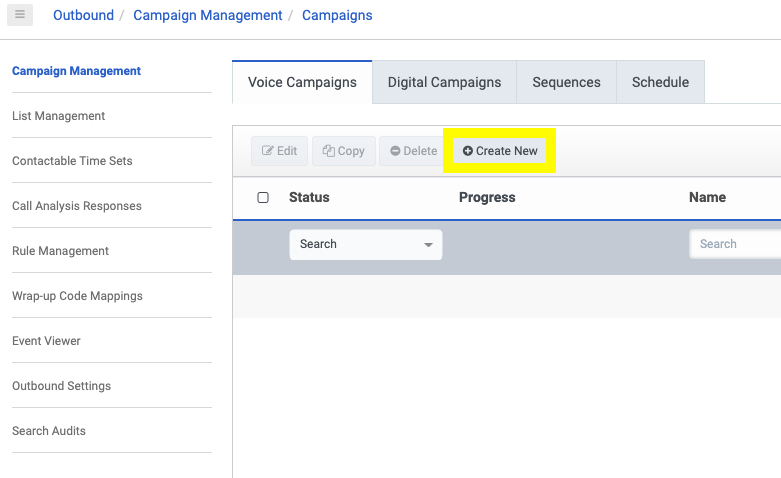 Outbound / Campaign Management / Campaigns
Campaign Management
List Management
Contactable Time Sets
Call Analysis Responses
Rule Management
Wrap-up Code Mappings
Event Viewer
Outbound Settings
Search Audits
Voice Campaigns Digital Campaigns Sequences Schedule
Edit Copy Delete Create New
Status Progress Name
Search Search